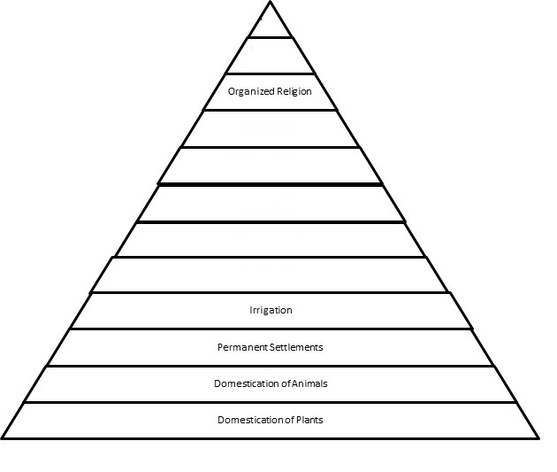 Organized Religion
Irrigation
Permanent Settlements
Domestication of Animals
Domestication of Plants